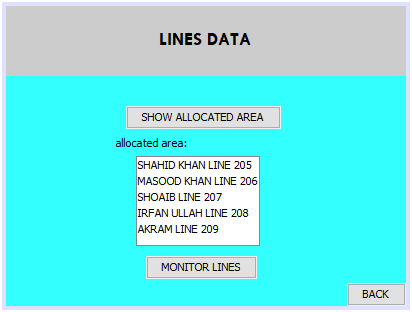 LINES DATA
SHOW ALLOCATED AREA
allocated area:
SHAHID KHAN LINE 205
MASOOD KHAN LINE 206
SHOAIB LINE 207
IRFAN ULLAH LINE 208
AKRAM LINE 209
MONITOR LINES
BACK